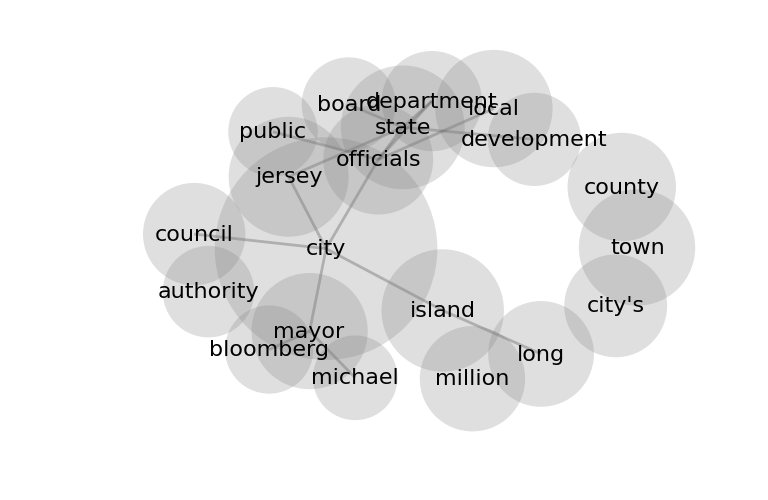 department
board
local
state
public
development
officials
jersey
county
council
town
city
authority
city's
island
mayor
bloomberg
long
michael
million